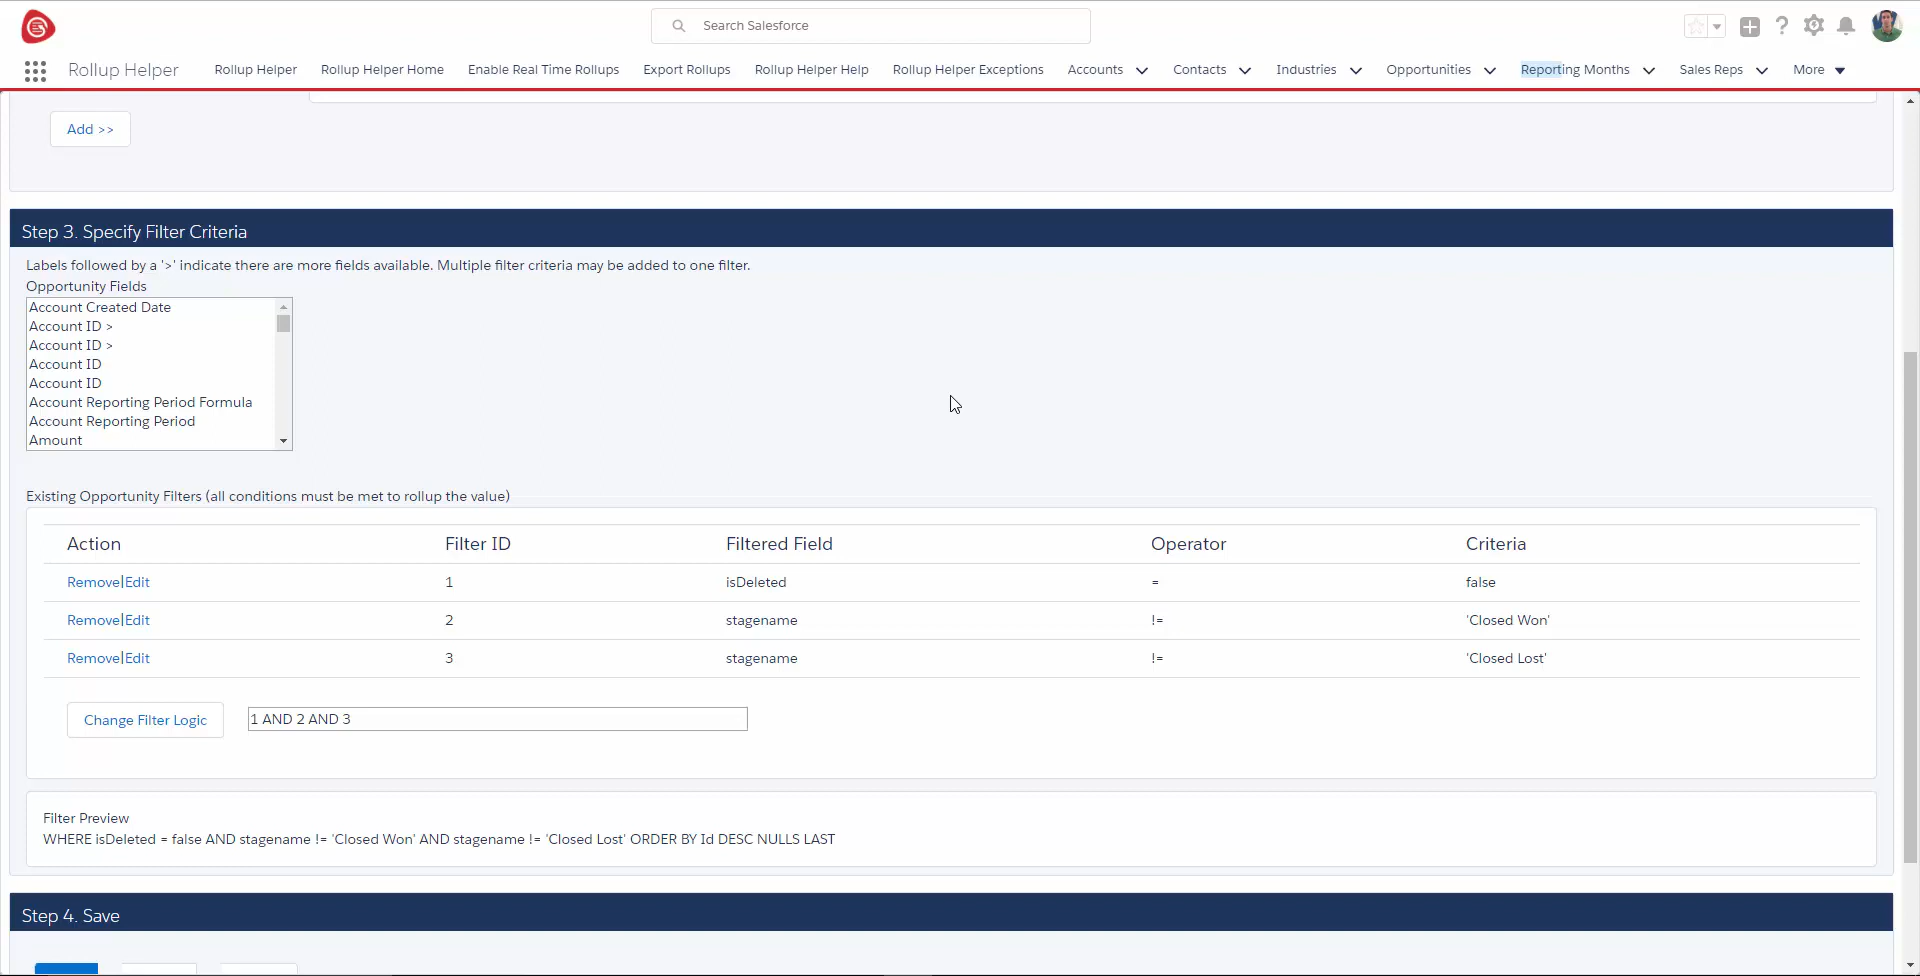 Search Salesforce
Rollup Helper
Rollup Helper
Rollup Helper Home
Enable Real Time Rollups
Export Rollups
Rollup Helper Help
Rollup Helper Exceptions
Accounts
Contacts
Industries
Opportunities
Reporting Months
Sales Reps
More
Add >>
Step 3. Specify Filter Criteria
Labels followed by a '>' indicate there are more fields available. Multiple filter criteria may be added to one filter.
Opportunity Fields
Account Created Date
Account ID >
Account ID >
Account ID
Account ID
Account Reporting Period Formula
Account Reporting Period
Amount
Existing Opportunity Filters (all conditions must be met to rollup the value)
Action Filter ID Filtered Field Operator Criteria
Remove|Edit 1 isDeleted = false
Remove|Edit 2 stagename != 'Closed Won'
Remove|Edit 3 stagename != 'Closed Lost'
Change Filter Logic 1 AND 2 AND 3
Filter Preview
WHERE isDeleted = false AND stagename != 'Closed Won' AND stagename != 'Closed Lost' ORDER BY Id DESC NULLS LAST
Step 4. Save